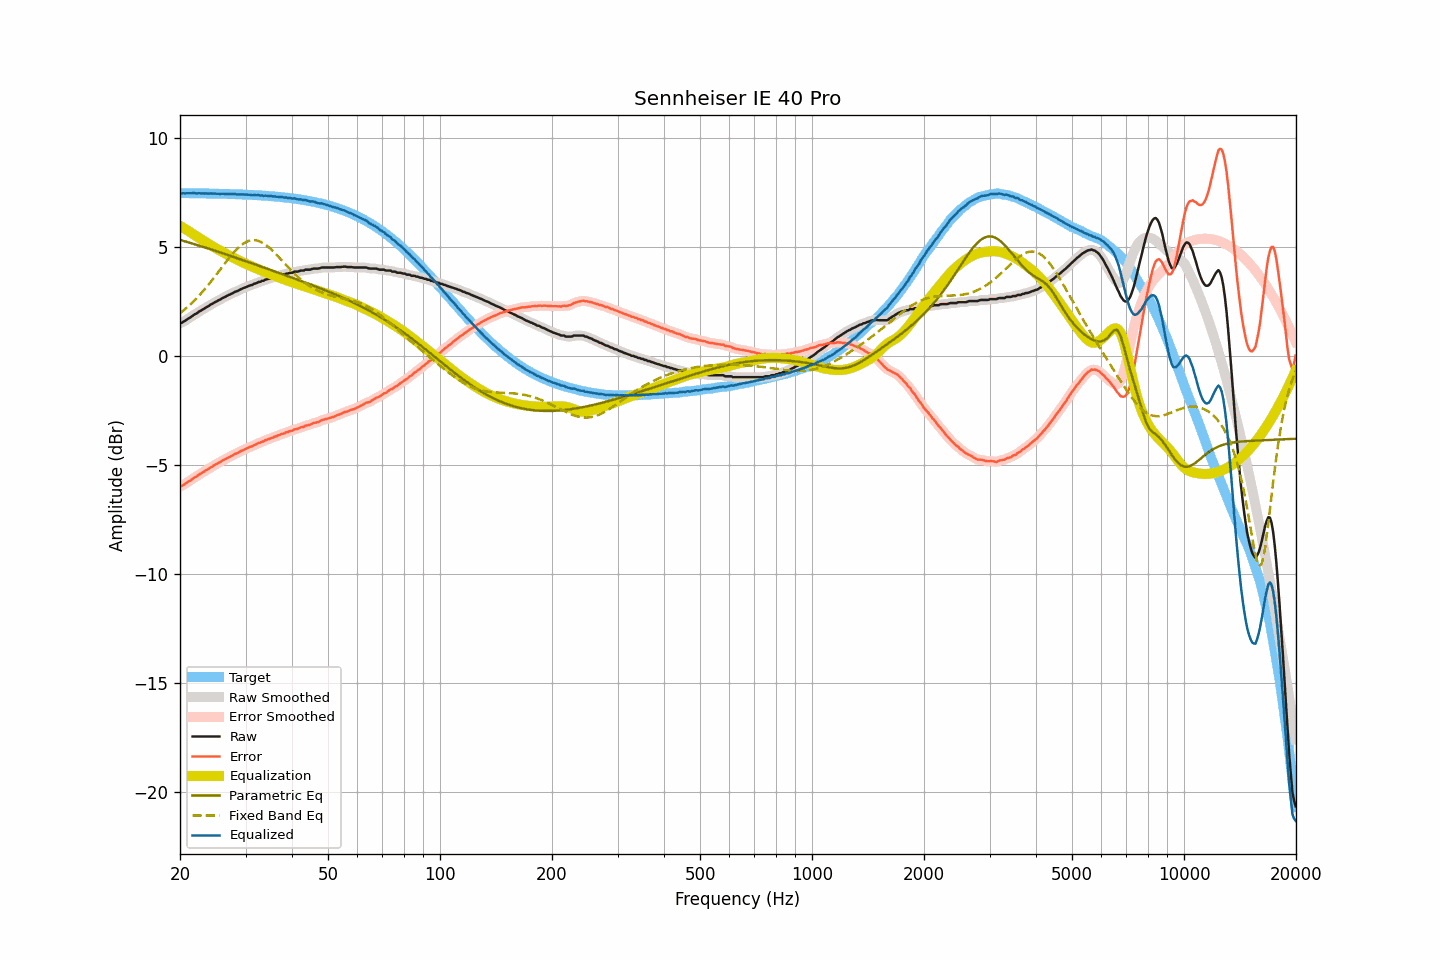 Sennheiser IE 40 Pro
Amplitude (dBr)
10
5
0
−5
−10
−15
−20
Target
Raw Smoothed
Error Smoothed
Raw
Error
Equalization
Parametric Eq
Fixed Band Eq
Equalized
20 50 100 200 500 1000 2000 5000 10000 20000
Frequency (Hz)